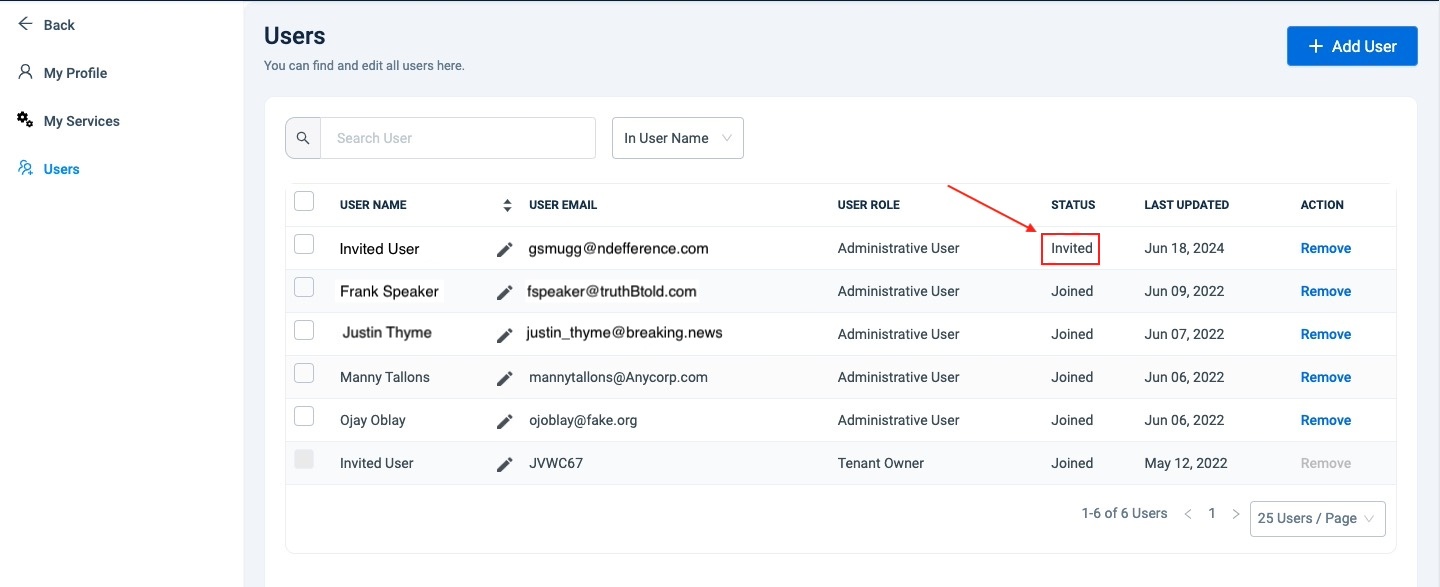 Back
My Profile
My Services
Users
Users
You can find and edit all users here.
+ Add User
Search User
In User Name
USER NAME USER EMAIL USER ROLE STATUS LAST UPDATED ACTION
Invited User gsmugg@ndefference.com Administrative User Invited Jun 18, 2024 Remove
Frank Speaker fspeaker@truthBtold.com Administrative User Joined Jun 09, 2022 Remove
Justin Thyme justin_thyme@breaking.news Administrative User Joined Jun 07, 2022 Remove
Manny Tallons mannytallons@Anycorp.com Administrative User Joined Jun 06, 2022 Remove
Ojay Oblay ojoblay@fake.org Administrative User Joined Jun 06, 2022 Remove
Invited User JVWC67 Tenant Owner Joined May 12, 2022 Remove
1-6 of 6 Users < 1 > 25 Users / Page